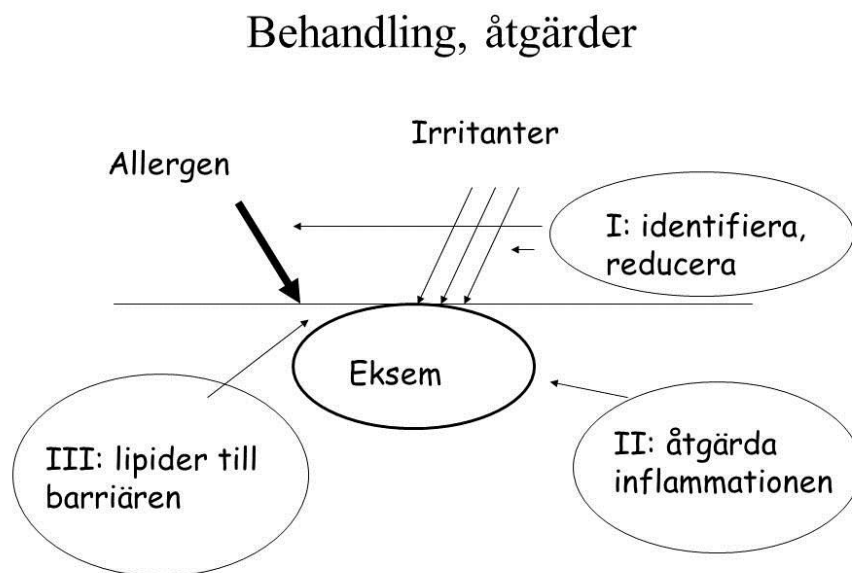 Behandling, åtgärder
Irritanter
Allergen
I: identifiera,
reducera
Eksem
II: åtgärda
inflammationen
III: lipider till
barriären